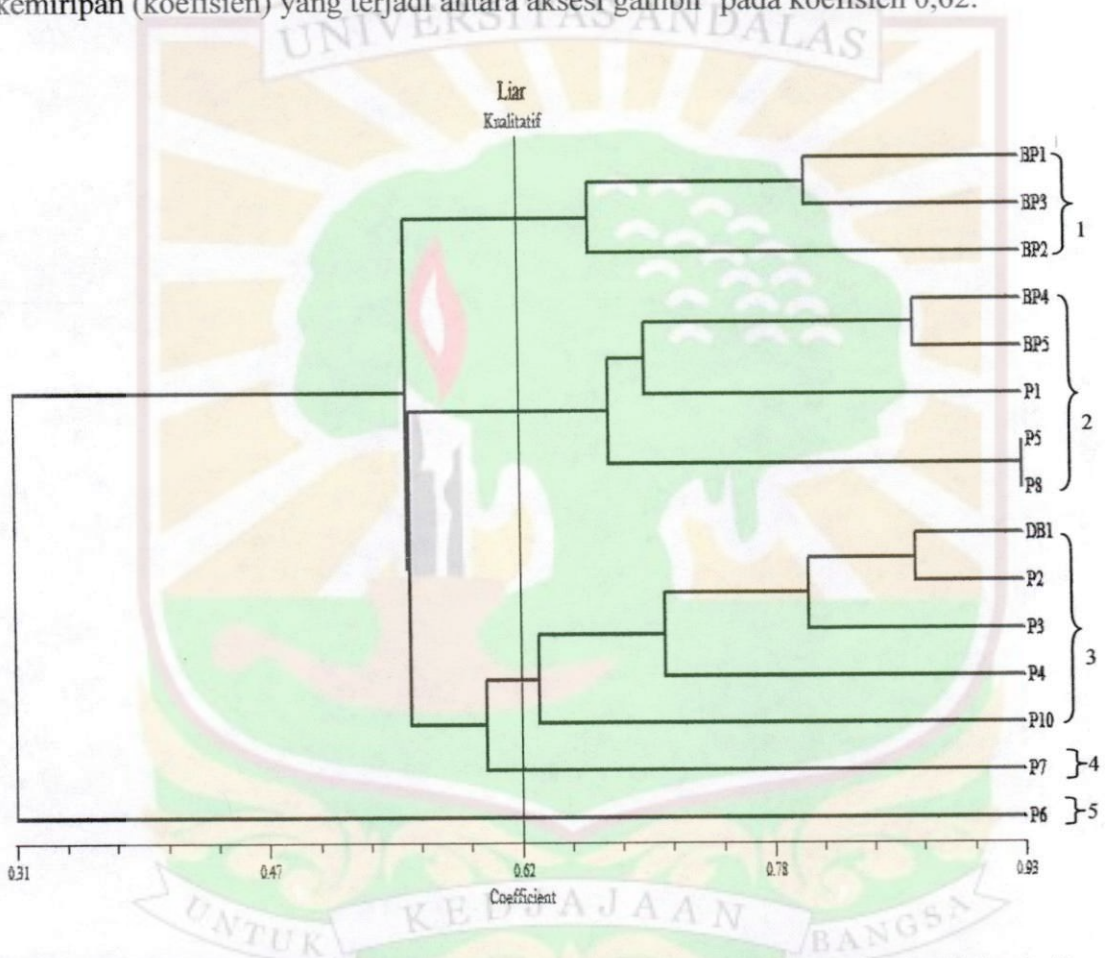 kemiripan (koefisien) yang terjadi antara aksesi gambir pada koefisien 0,62.
UNIVERSITAS ANDALAS
Liar
Kualitatif
BP1
BP3
BP2
1
BP4
BP5
P1
P5
P8
2
DB1
P2
P3
P4
P10
3
P7
4
P6
5
0.31
0.47
0.62
0.78
0.93
Coefficient
UNTUK KEDJAJAAN BANGSA